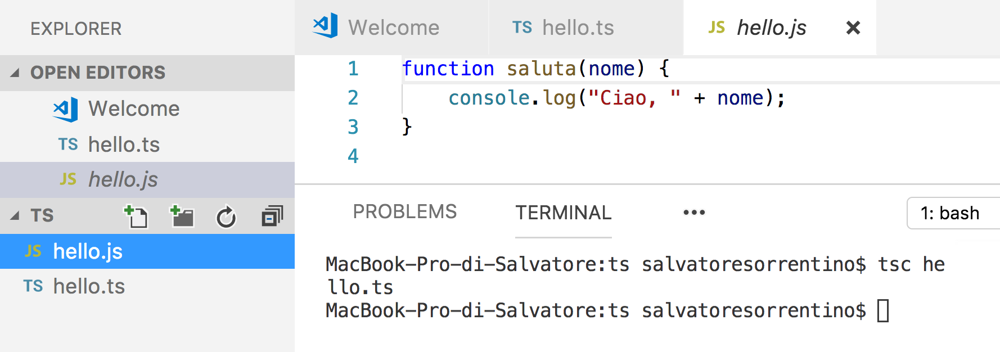 EXPLORER
OPEN EDITORS
Welcome
TS hello.ts
JS hello.js
TS
JS hello.js
TS hello.ts
Welcome TS hello.ts JS hello.js
1 function saluta(nome) {
2 console.log("Ciao, " + nome);
3 }
4
PROBLEMS TERMINAL ••• 1: bash
MacBook-Pro-di-Salvatore:ts salvatoresorrentino$ tsc he
llo.ts
MacBook-Pro-di-Salvatore:ts salvatoresorrentino$